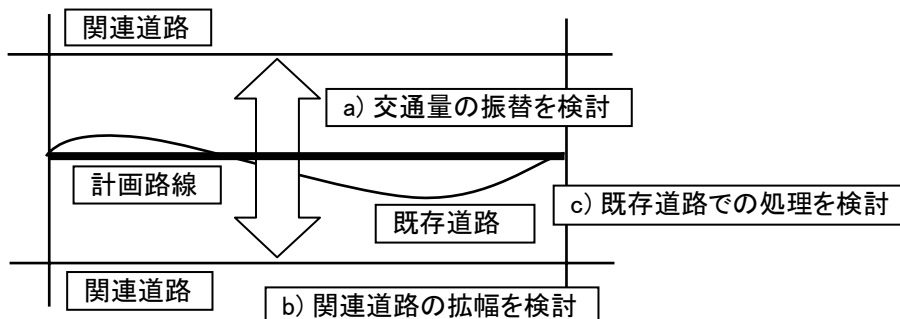 関連道路
a) 交通量の振替を検討
計画路線
既存道路
c) 既存道路での処理を検討
関連道路
b) 関連道路の拡幅を検討